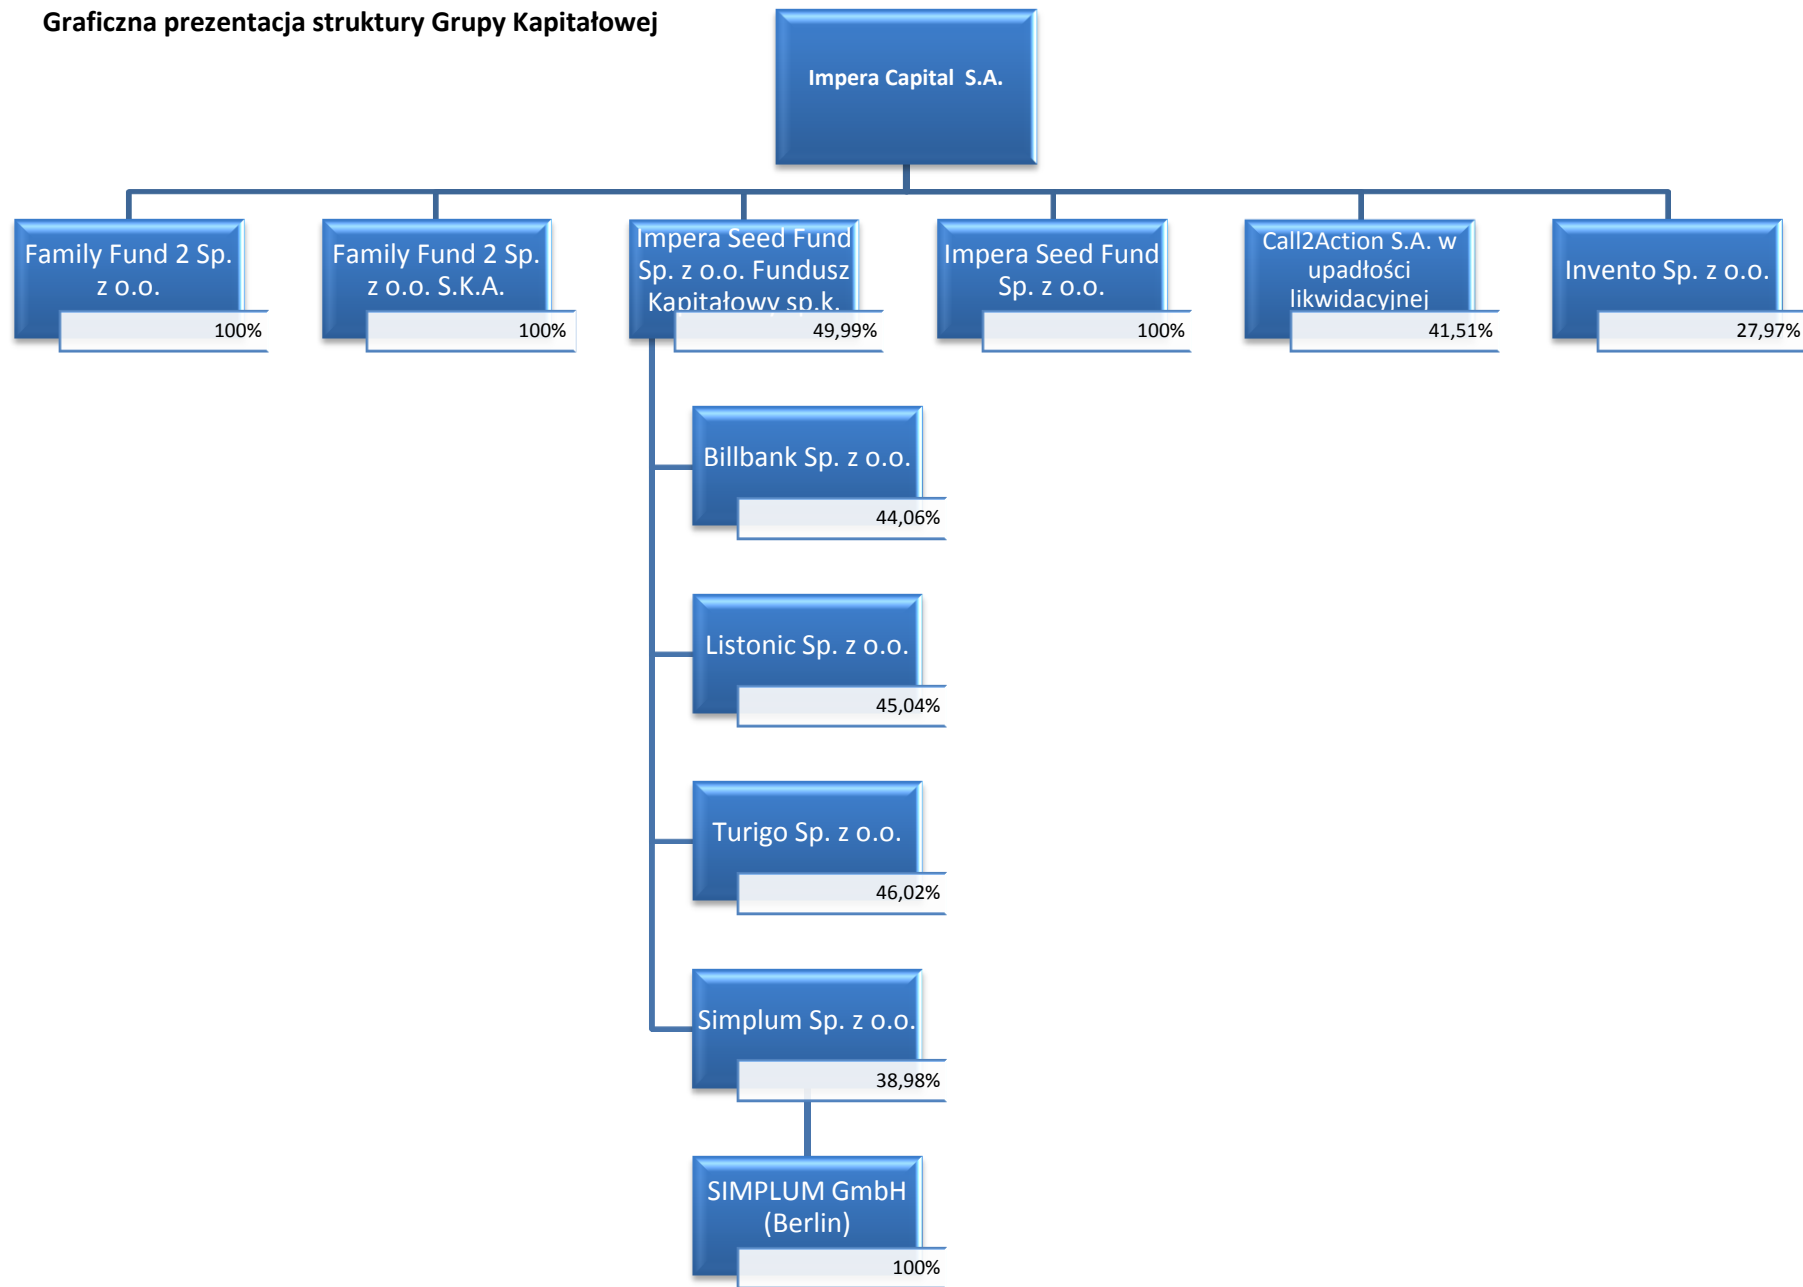 Graficzna prezentacja struktury Grupy Kapitałowej
Impera Capital S.A.
Family Fund 2 Sp.
z o.o.
100%
Family Fund 2 Sp.
z o.o. S.K.A.
100%
Impera Seed Fund
Sp. z o.o. Fundusz
Kapitałowy sp.k.
49,99%
Impera Seed Fund
Sp. z o.o.
100%
Call2Action S.A. w
upadłości
likwidacyjnej
41,51%
Invento Sp. z o.o.
27,97%
Billbank Sp. z o.o.
44,06%
Listonic Sp. z o.o.
45,04%
Turigo Sp. z o.o.
46,02%
Simplum Sp. z o.o.
38,98%
SIMPLUM GmbH
(Berlin)
100%